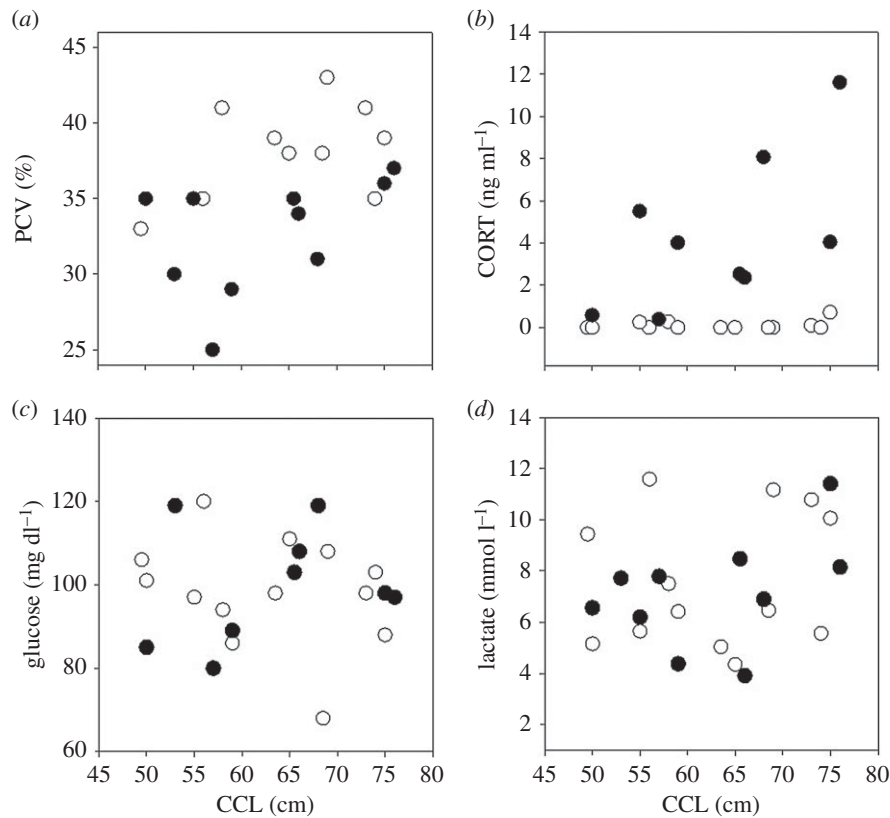 (a)
PCV (%)
45
40
35
30
25
(b)
CORT (ng ml⁻¹)
14
12
10
8
6
4
2
0
(c)
glucose (mg dl⁻¹)
140
120
100
80
60
45 50 55 60 65 70 75 80
CCL (cm)
(d)
lactate (mmol l⁻¹)
14
12
10
8
6
4
2
45 50 55 60 65 70 75 80
CCL (cm)